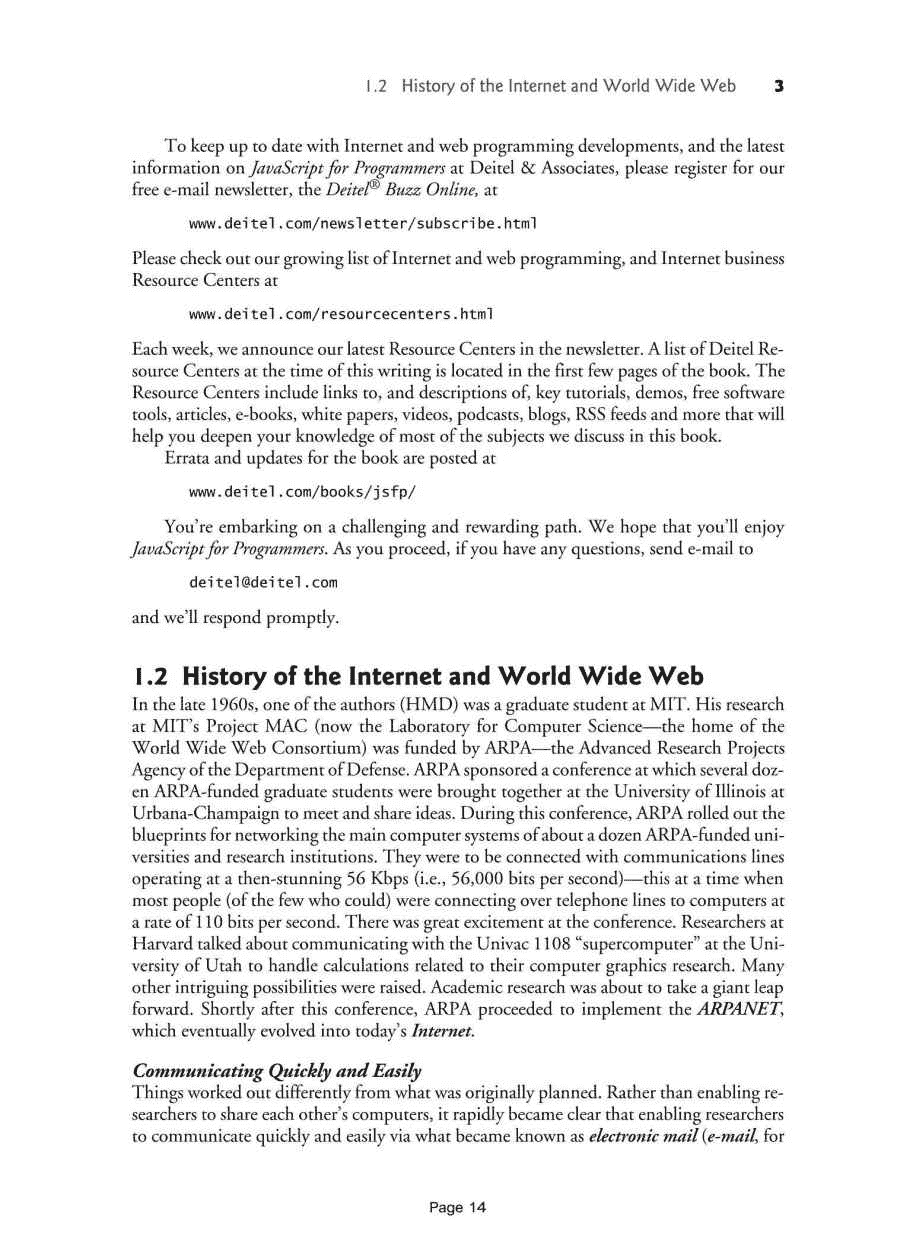 1.2 History of the Internet and World Wide Web 3
To keep up to date with Internet and web programming developments, and the latest
information on JavaScript for Programmers at Deitel & Associates, please register for our
free e-mail newsletter, the Deitel® Buzz Online, at
www.deitel.com/newsletter/subscribe.html
Please check out our growing list of Internet and web programming, and Internet business
Resource Centers at
www.deitel.com/resourcecenters.html
Each week, we announce our latest Resource Centers in the newsletter. A list of Deitel Re-
source Centers at the time of this writing is located in the first few pages of the book. The
Resource Centers include links to, and descriptions of, key tutorials, demos, free software
tools, articles, e-books, white papers, videos, podcasts, blogs, RSS feeds and more that will
help you deepen your knowledge of most of the subjects we discuss in this book.
Errata and updates for the book are posted at
www.deitel.com/books/jsfp/
You’re embarking on a challenging and rewarding path. We hope that you’ll enjoy
JavaScript for Programmers. As you proceed, if you have any questions, send e-mail to
deitel@deitel.com
and we’ll respond promptly.
1.2 History of the Internet and World Wide Web
In the late 1960s, one of the authors (HMD) was a graduate student at MIT. His research
at MIT’s Project MAC (now the Laboratory for Computer Science—the home of the
World Wide Web Consortium) was funded by ARPA—the Advanced Research Projects
Agency of the Department of Defense. ARPA sponsored a conference at which several doz-
en ARPA-funded graduate students were brought together at the University of Illinois at
Urbana-Champaign to meet and share ideas. During this conference, ARPA rolled out the
blueprints for networking the main computer systems of about a dozen ARPA-funded uni-
versities and research institutions. They were to be connected with communications lines
operating at a then-stunning 56 Kbps (i.e., 56,000 bits per second)—this at a time when
most people (of the few who could) were connecting over telephone lines to computers at
a rate of 110 bits per second. There was great excitement at the conference. Researchers at
Harvard talked about communicating with the Univac 1108 “supercomputer” at the Uni-
versity of Utah to handle calculations related to their computer graphics research. Many
other intriguing possibilities were raised. Academic research was about to take a giant leap
forward. Shortly after this conference, ARPA proceeded to implement the ARPANET,
which eventually evolved into today’s Internet.
Communicating Quickly and Easily
Things worked out differently from what was originally planned. Rather than enabling re-
searchers to share each other’s computers, it rapidly became clear that enabling researchers
to communicate quickly and easily via what became known as electronic mail (e-mail, for
Page 14